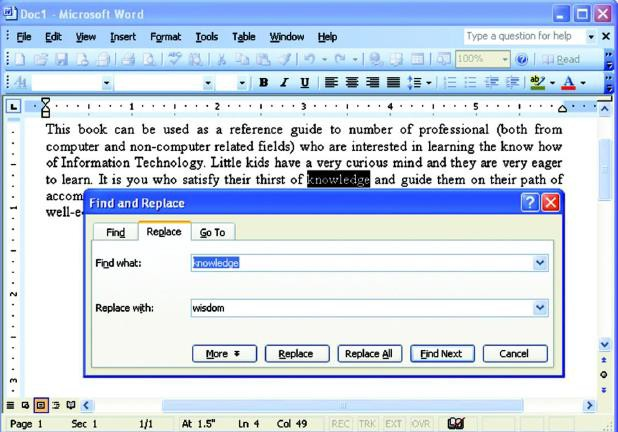 Doc1 - Microsoft Word
File Edit View Insert Format Tools Table Window Help Type a question for help
100% Read
B I U
L 1 2 3 4 5
This book can be used as a reference guide to number of professional (both from
computer and non-computer related fields) who are interested in learning the know how
of Information Technology. Little kids have a very curious mind and they are very eager
to learn. It is you who satisfy their thirst of knowledge and guide them on their path of
accom
well-e
Find and Replace
Find Replace Go To
Find what: knowledge
Replace with: wisdom
More Replace Replace All Find Next Cancel
Page 1 Sec 1 1/1 At 1.5" Ln 4 Col 49 REC TRK EXT OVR